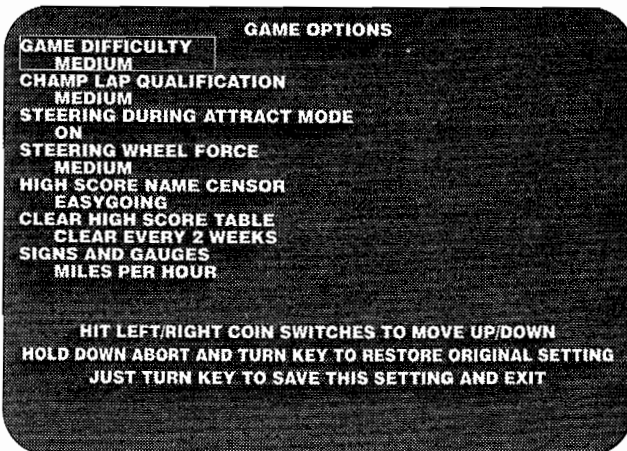 GAME OPTIONS
GAME DIFFICULTY
MEDIUM
CHAMP LAP QUALIFICATION
MEDIUM
STEERING DURING ATTRACT MODE
ON
STEERING WHEEL FORCE
MEDIUM
HIGH SCORE NAME CENSOR
EASYGOING
CLEAR HIGH SCORE TABLE
CLEAR EVERY 2 WEEKS
SIGNS AND GAUGES
MILES PER HOUR
HIT LEFT/RIGHT COIN SWITCHES TO MOVE UP/DOWN
HOLD DOWN ABORT AND TURN KEY TO RESTORE ORIGINAL SETTING
JUST TURN KEY TO SAVE THIS SETTING AND EXIT